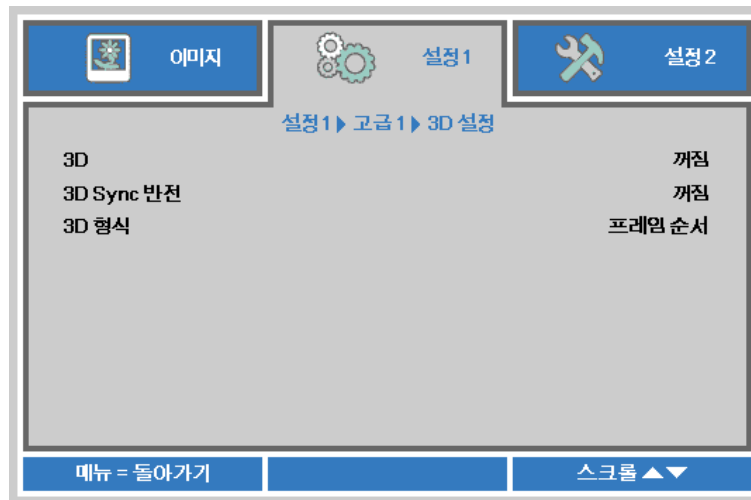 이미지 설정1 설정2
설정1▶고급1▶3D 설정
3D 꺼짐
3D Sync 반전 꺼짐
3D 형식 프레임 순서
메뉴 = 돌아가기 스크롤▲▼